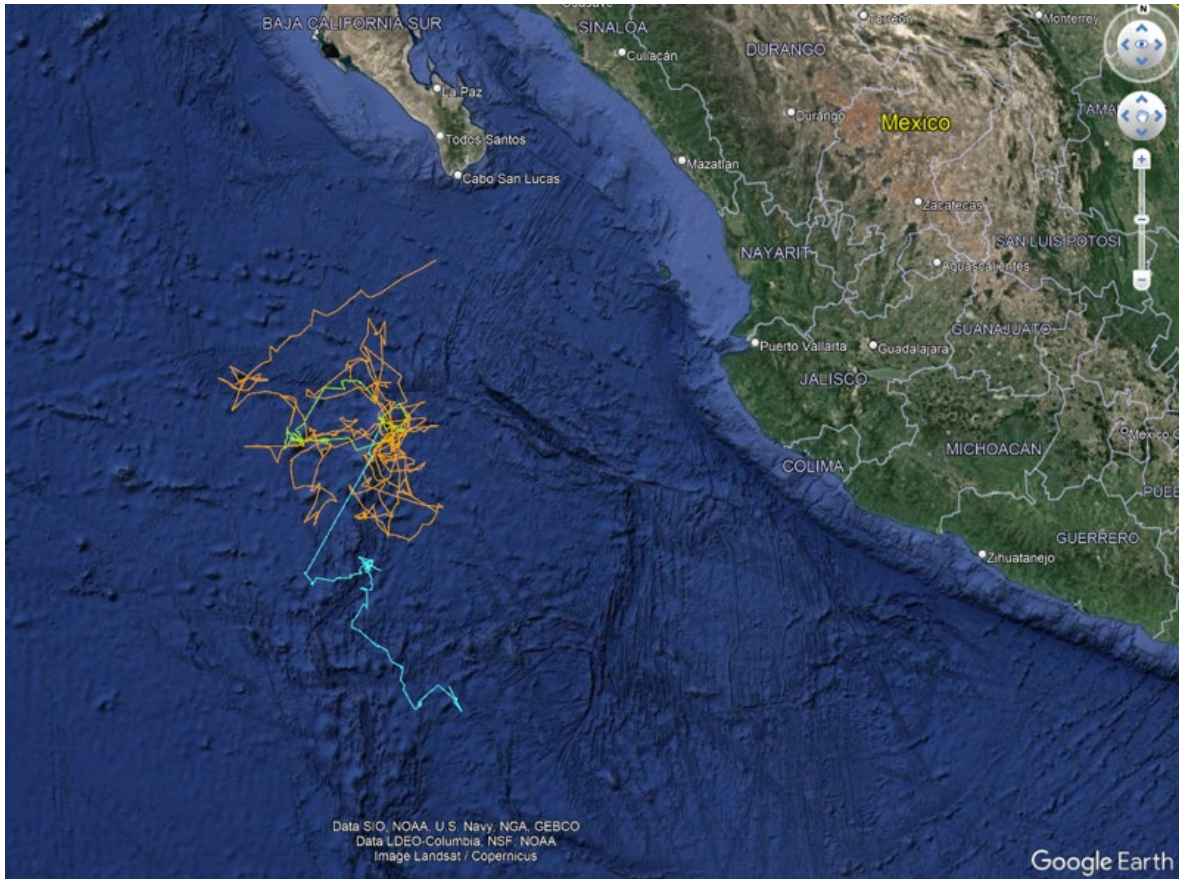 BAJA CALIFORNIA SUR
SINALOA
Torreón
Monterrey
N
Culiacán
DURANGO
La Paz
Durango
Mexico
Todos Santos
Mazatlán
Cabo San Lucas
Zacatecas
NAYARIT
SAN LUIS POTOSI
Aguascalientes
GUANAJUATO
Puerto Vallarta
Guadalajara
JALISCO
MICHOACÁN
COLIMA
GUERRERO
Zihuatanejo
Data SIO, NOAA, U.S. Navy, NGA, GEBCO
Data LDEO-Columbia, NSF, NOAA
Image Landsat / Copernicus
Google Earth